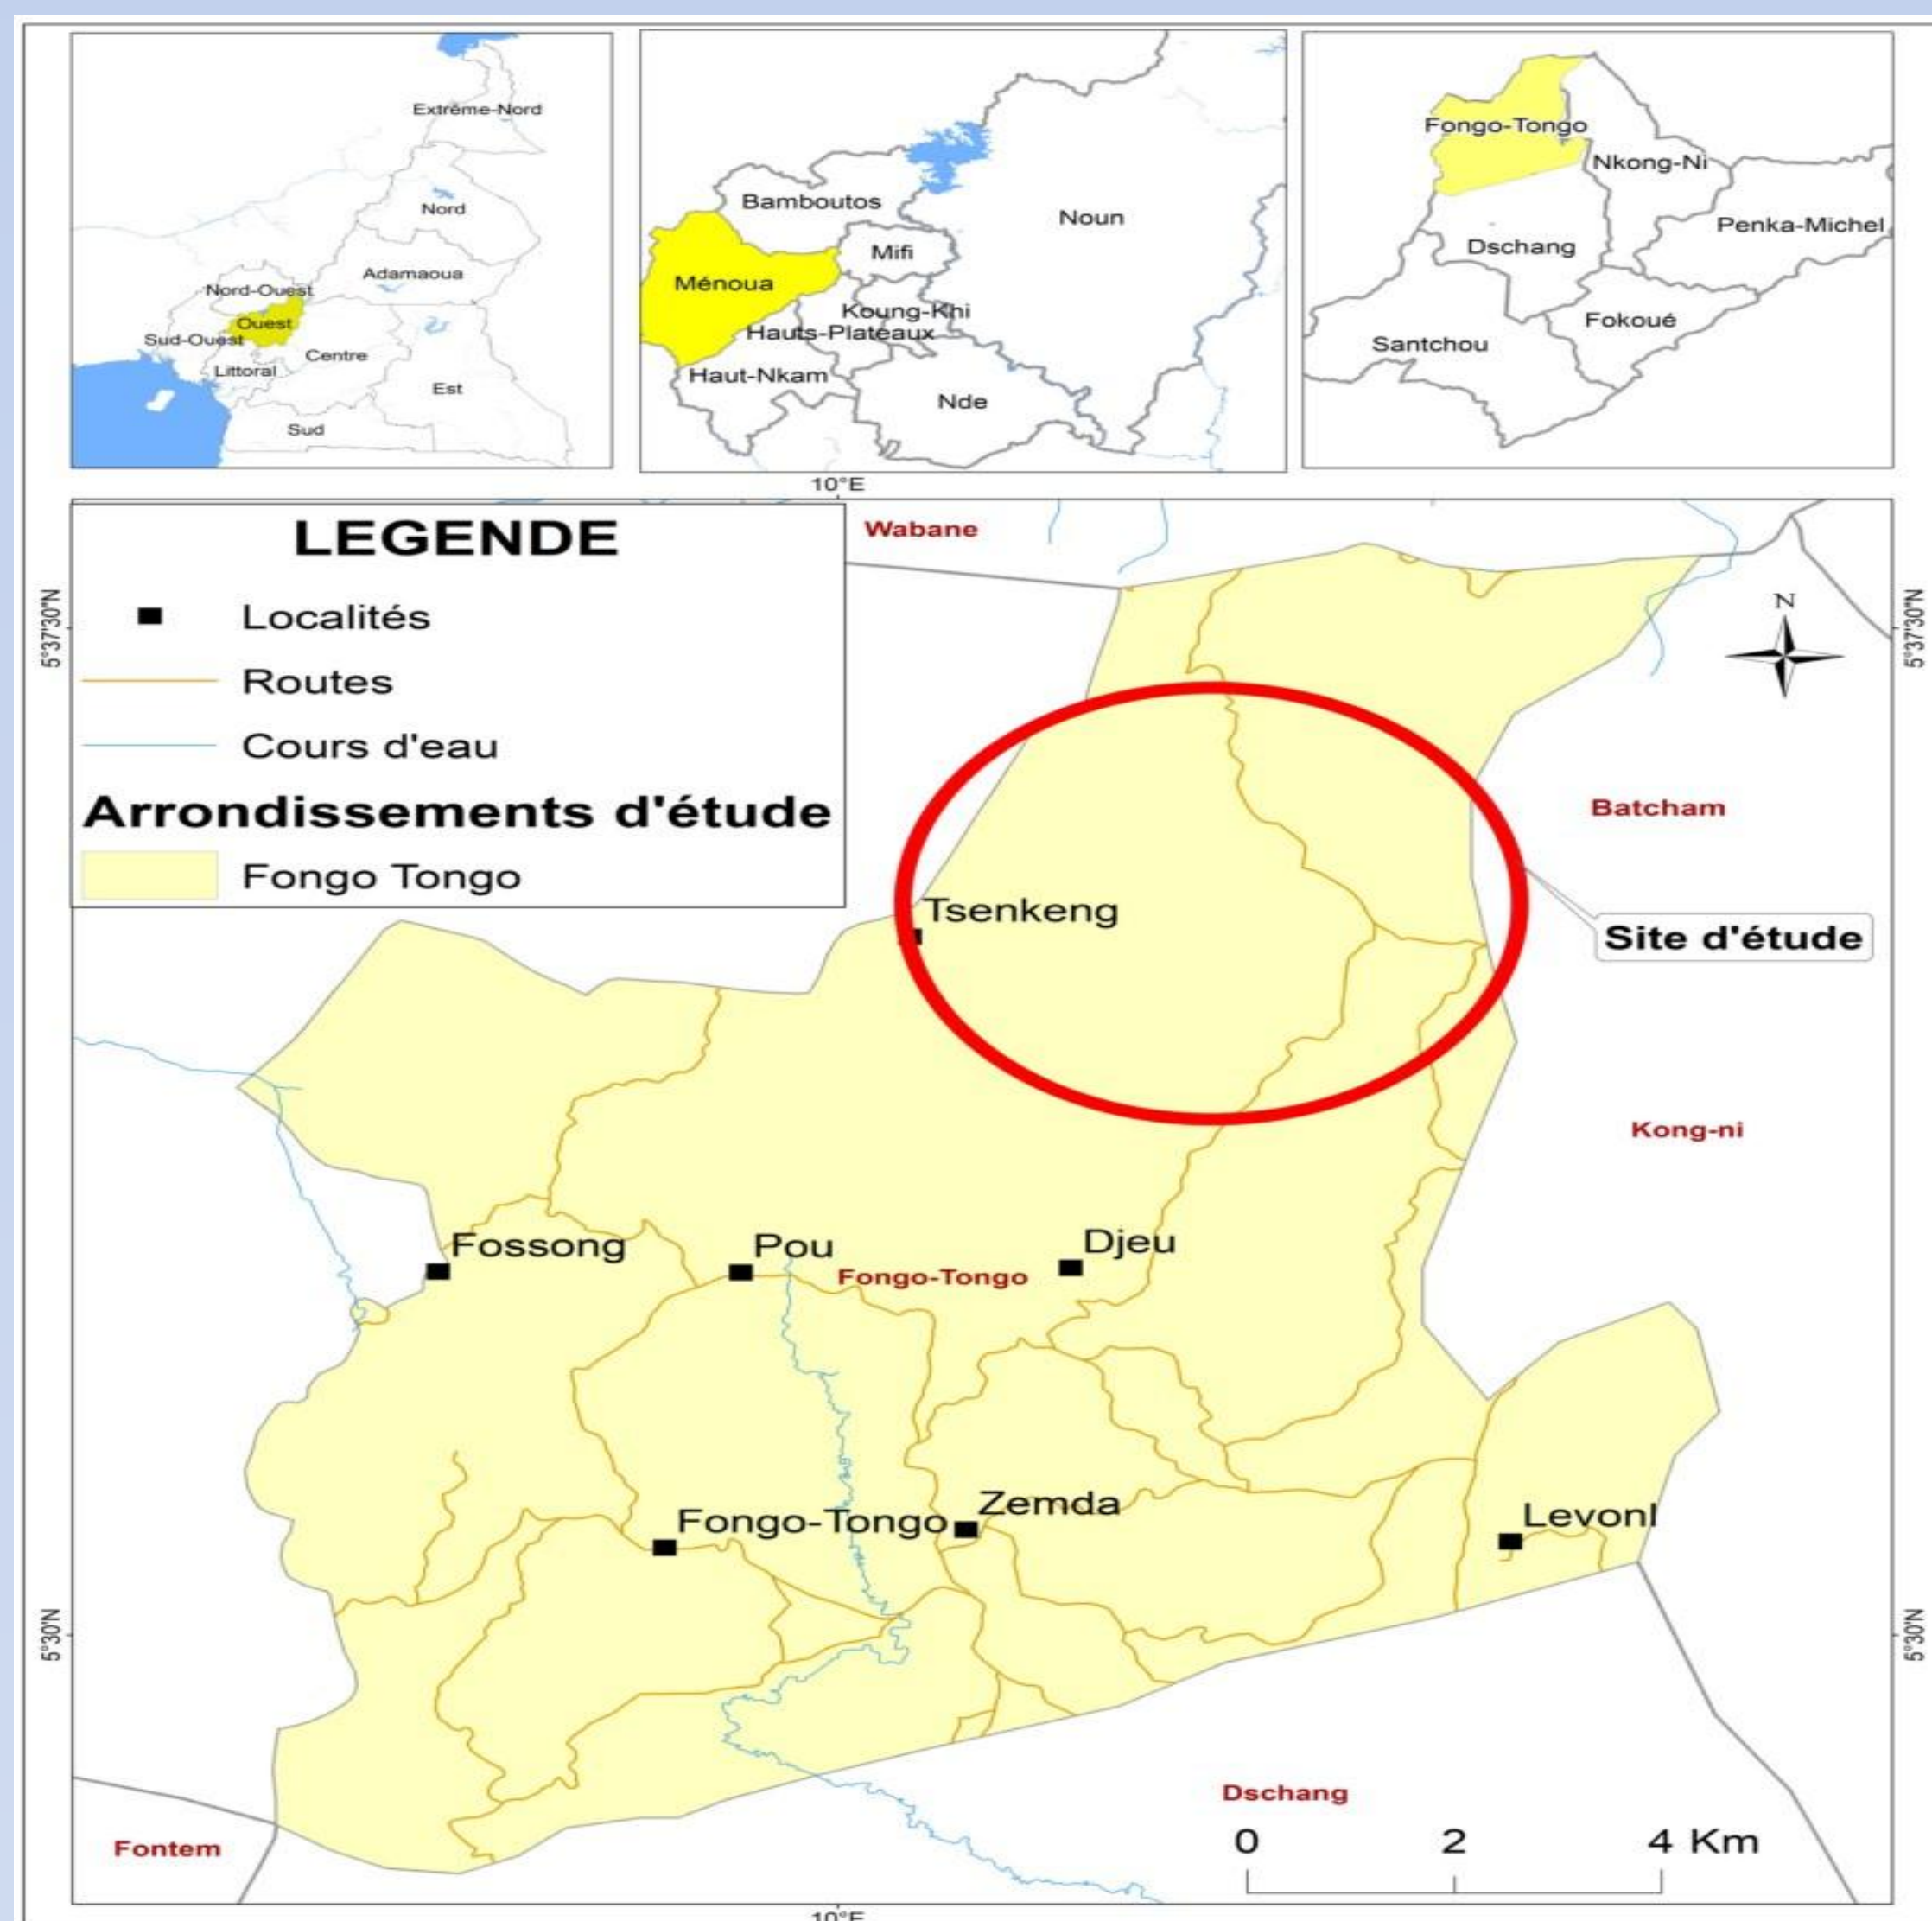 Extrême-Nord
Nord
Adamaoua
Nord-Ouest
Ouest
Sud-Ouest
Centre
Littoral
Est
Sud
Bamboutos
Noun
Mifi
Ménoua
Koung-Khi
Hauts-Plateaux
Haut-Nkam
Nde
Fongo-Tongo
Nkong-Ni
Penka-Michel
Dschang
Fokoué
Santchou
10°E
LEGENDE
Localités
Routes
Cours d'eau
Arrondissements d'étude
Fongo Tongo
Wabane
N
5°37'30"N
5°37'30"N
Batcham
Tsenkeng
Site d'étude
Kong-ni
Fossong
Pou
Djeu
Fongo-Tongo
Fongo-Tongo
Zemda
Levonl
5°30'N
5°30'N
Dschang
Fontem
0 2 4 Km
10°E